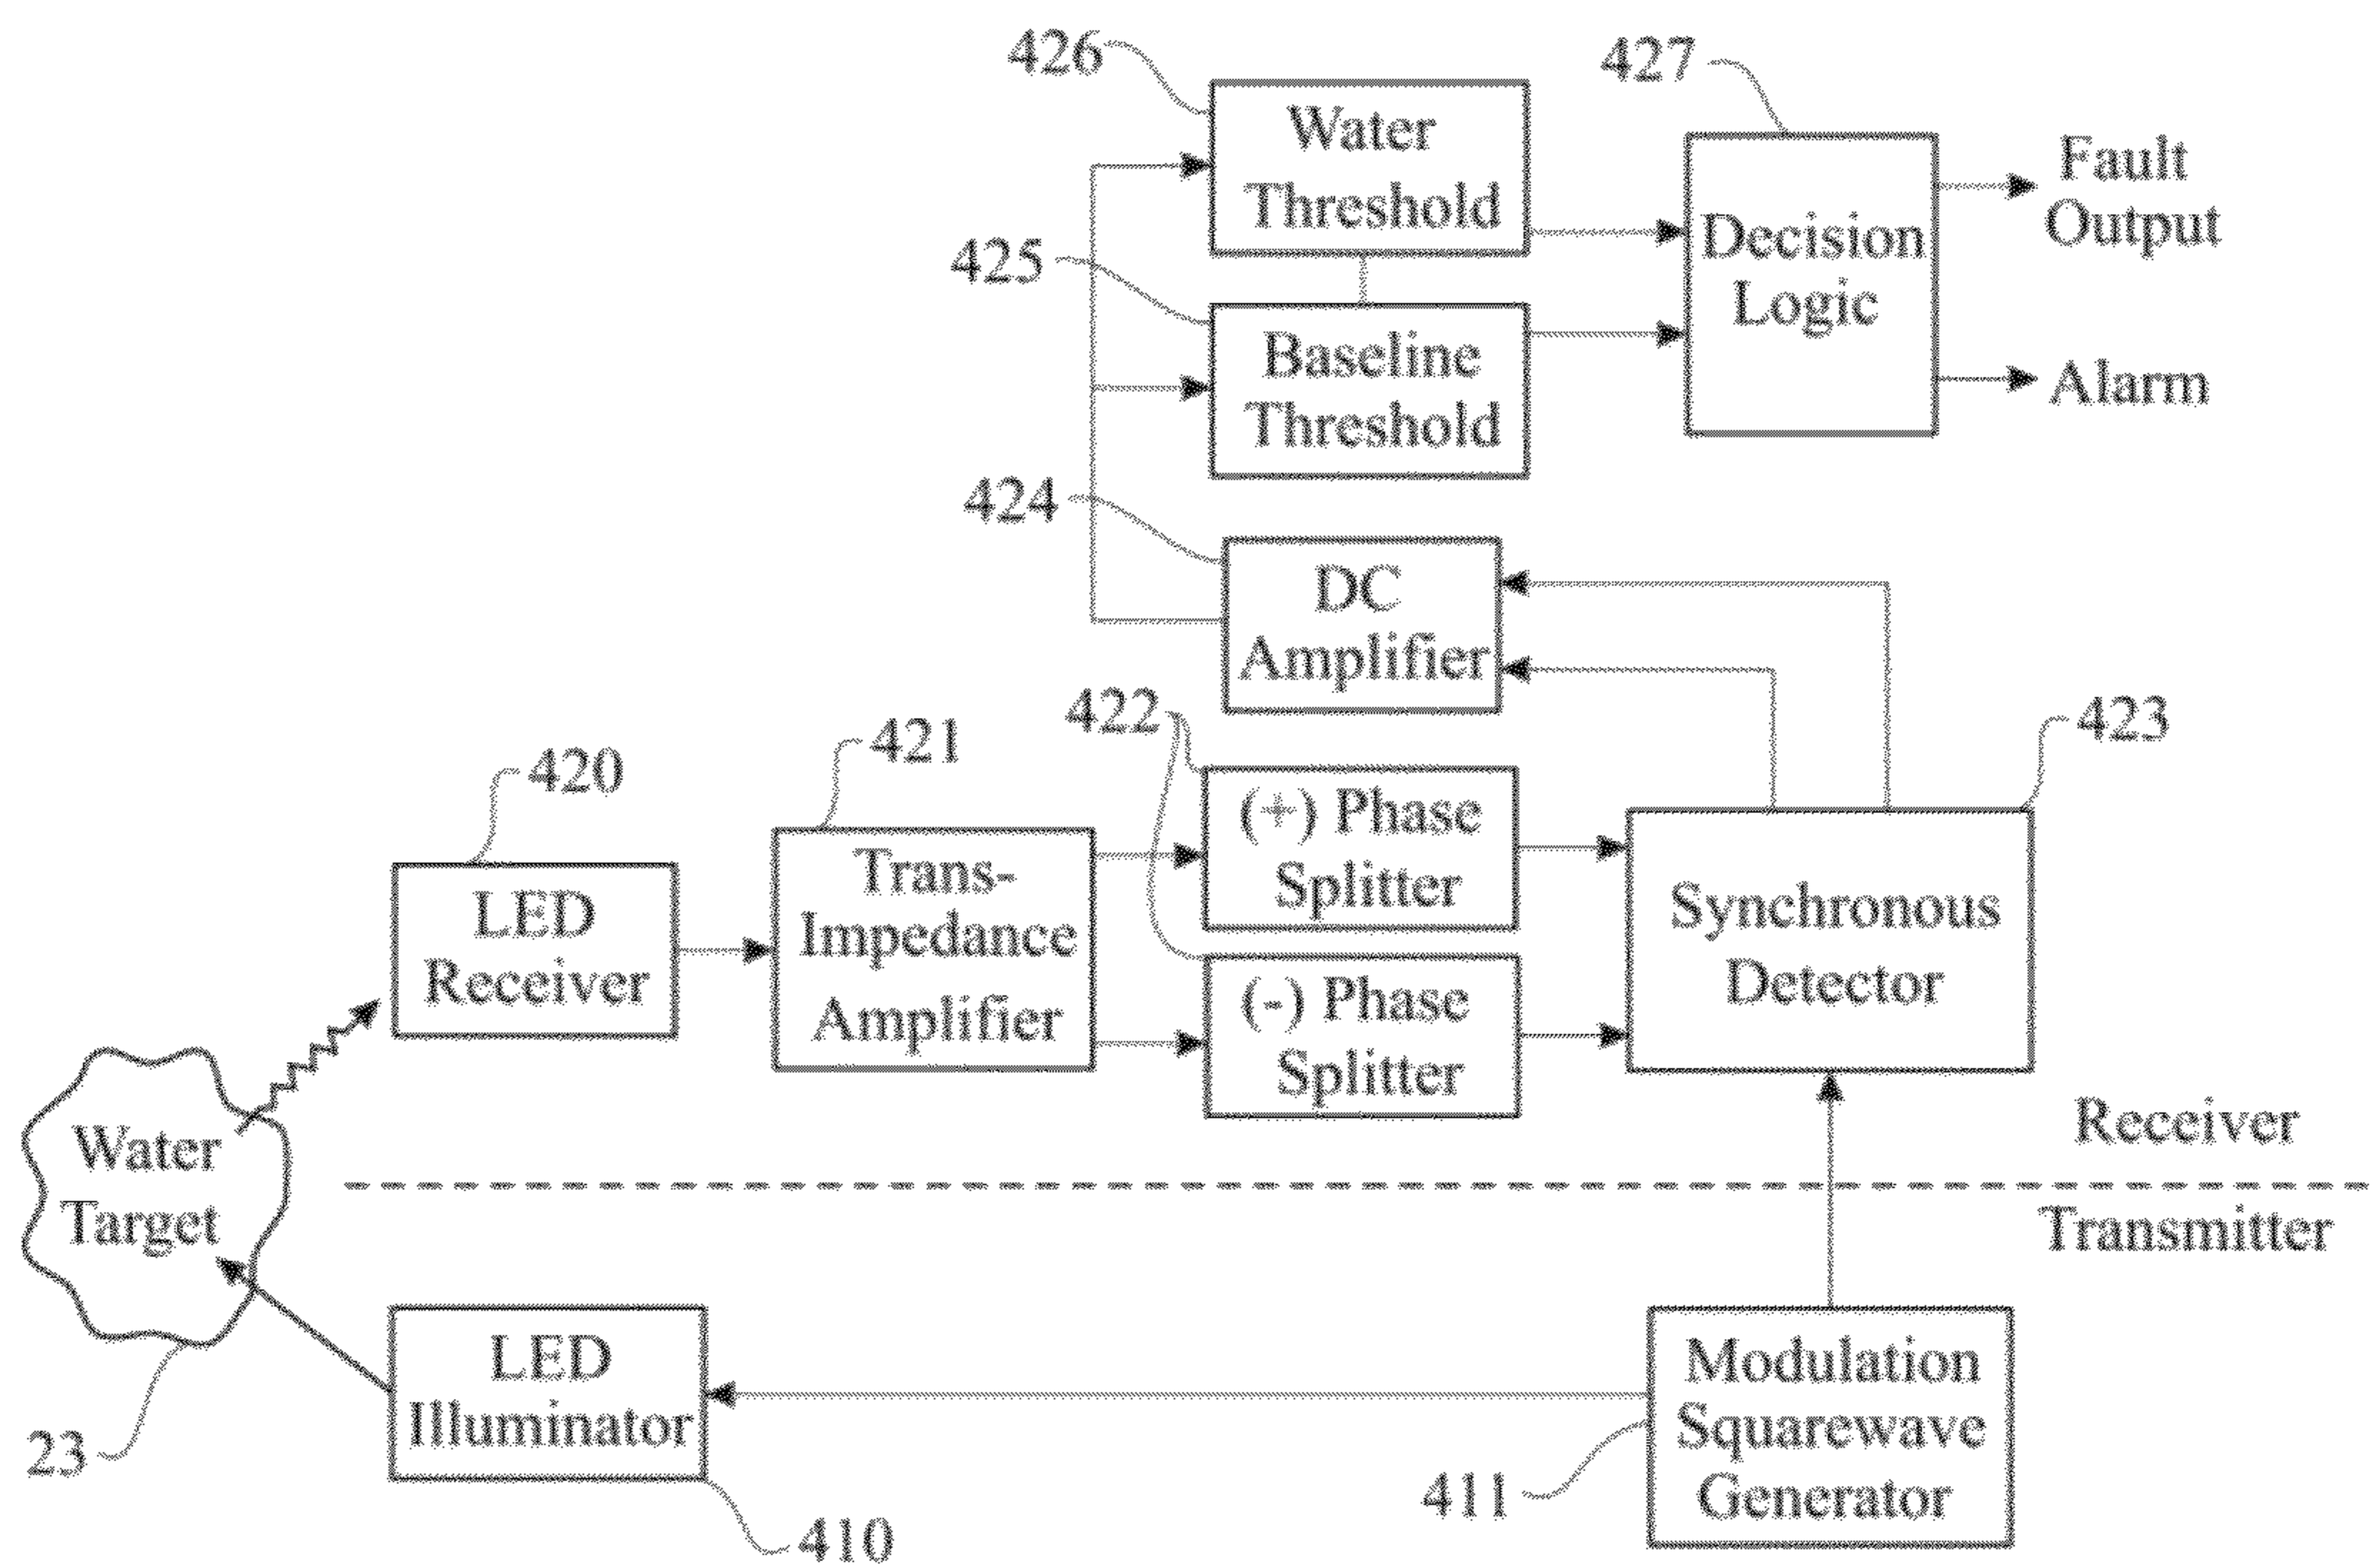 426
Water
Threshold
427
Decision
Logic
Fault
Output
Alarm
425
Baseline
Threshold
424
DC
Amplifier
422
423
420
421
LED
Receiver
Trans-
Impedance
Amplifier
(+) Phase
Splitter
(-) Phase
Splitter
Synchronous
Detector
Receiver
Transmitter
Water
Target
23
LED
Illuminator
410
411
Modulation
Squarewave
Generator